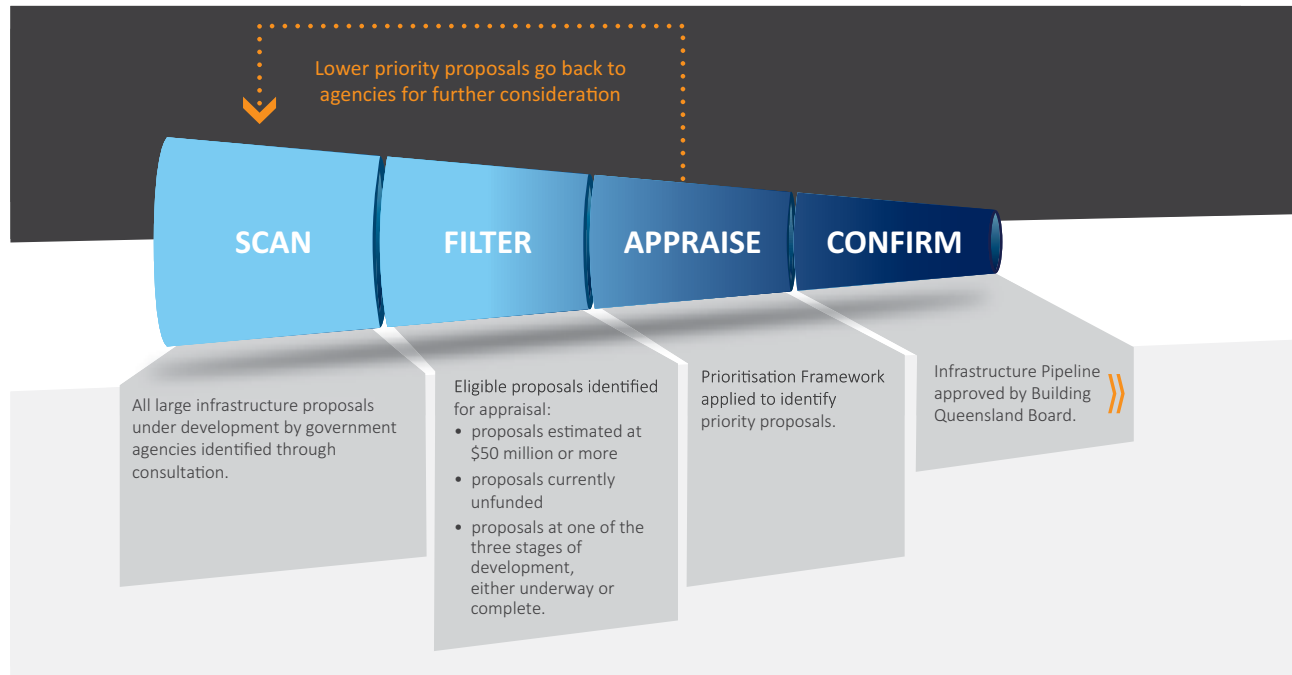 Lower priority proposals go back to
agencies for further consideration
SCAN
FILTER
APPRAISE
CONFIRM
All large infrastructure proposals
under development by government
agencies identified through
consultation.
Eligible proposals identified
for appraisal:
• proposals estimated at
$50 million or more
• proposals currently
unfunded
• proposals at one of the
three stages of
development,
either underway or
complete.
Prioritisation Framework
applied to identify
priority proposals.
Infrastructure Pipeline
approved by Building
Queensland Board.